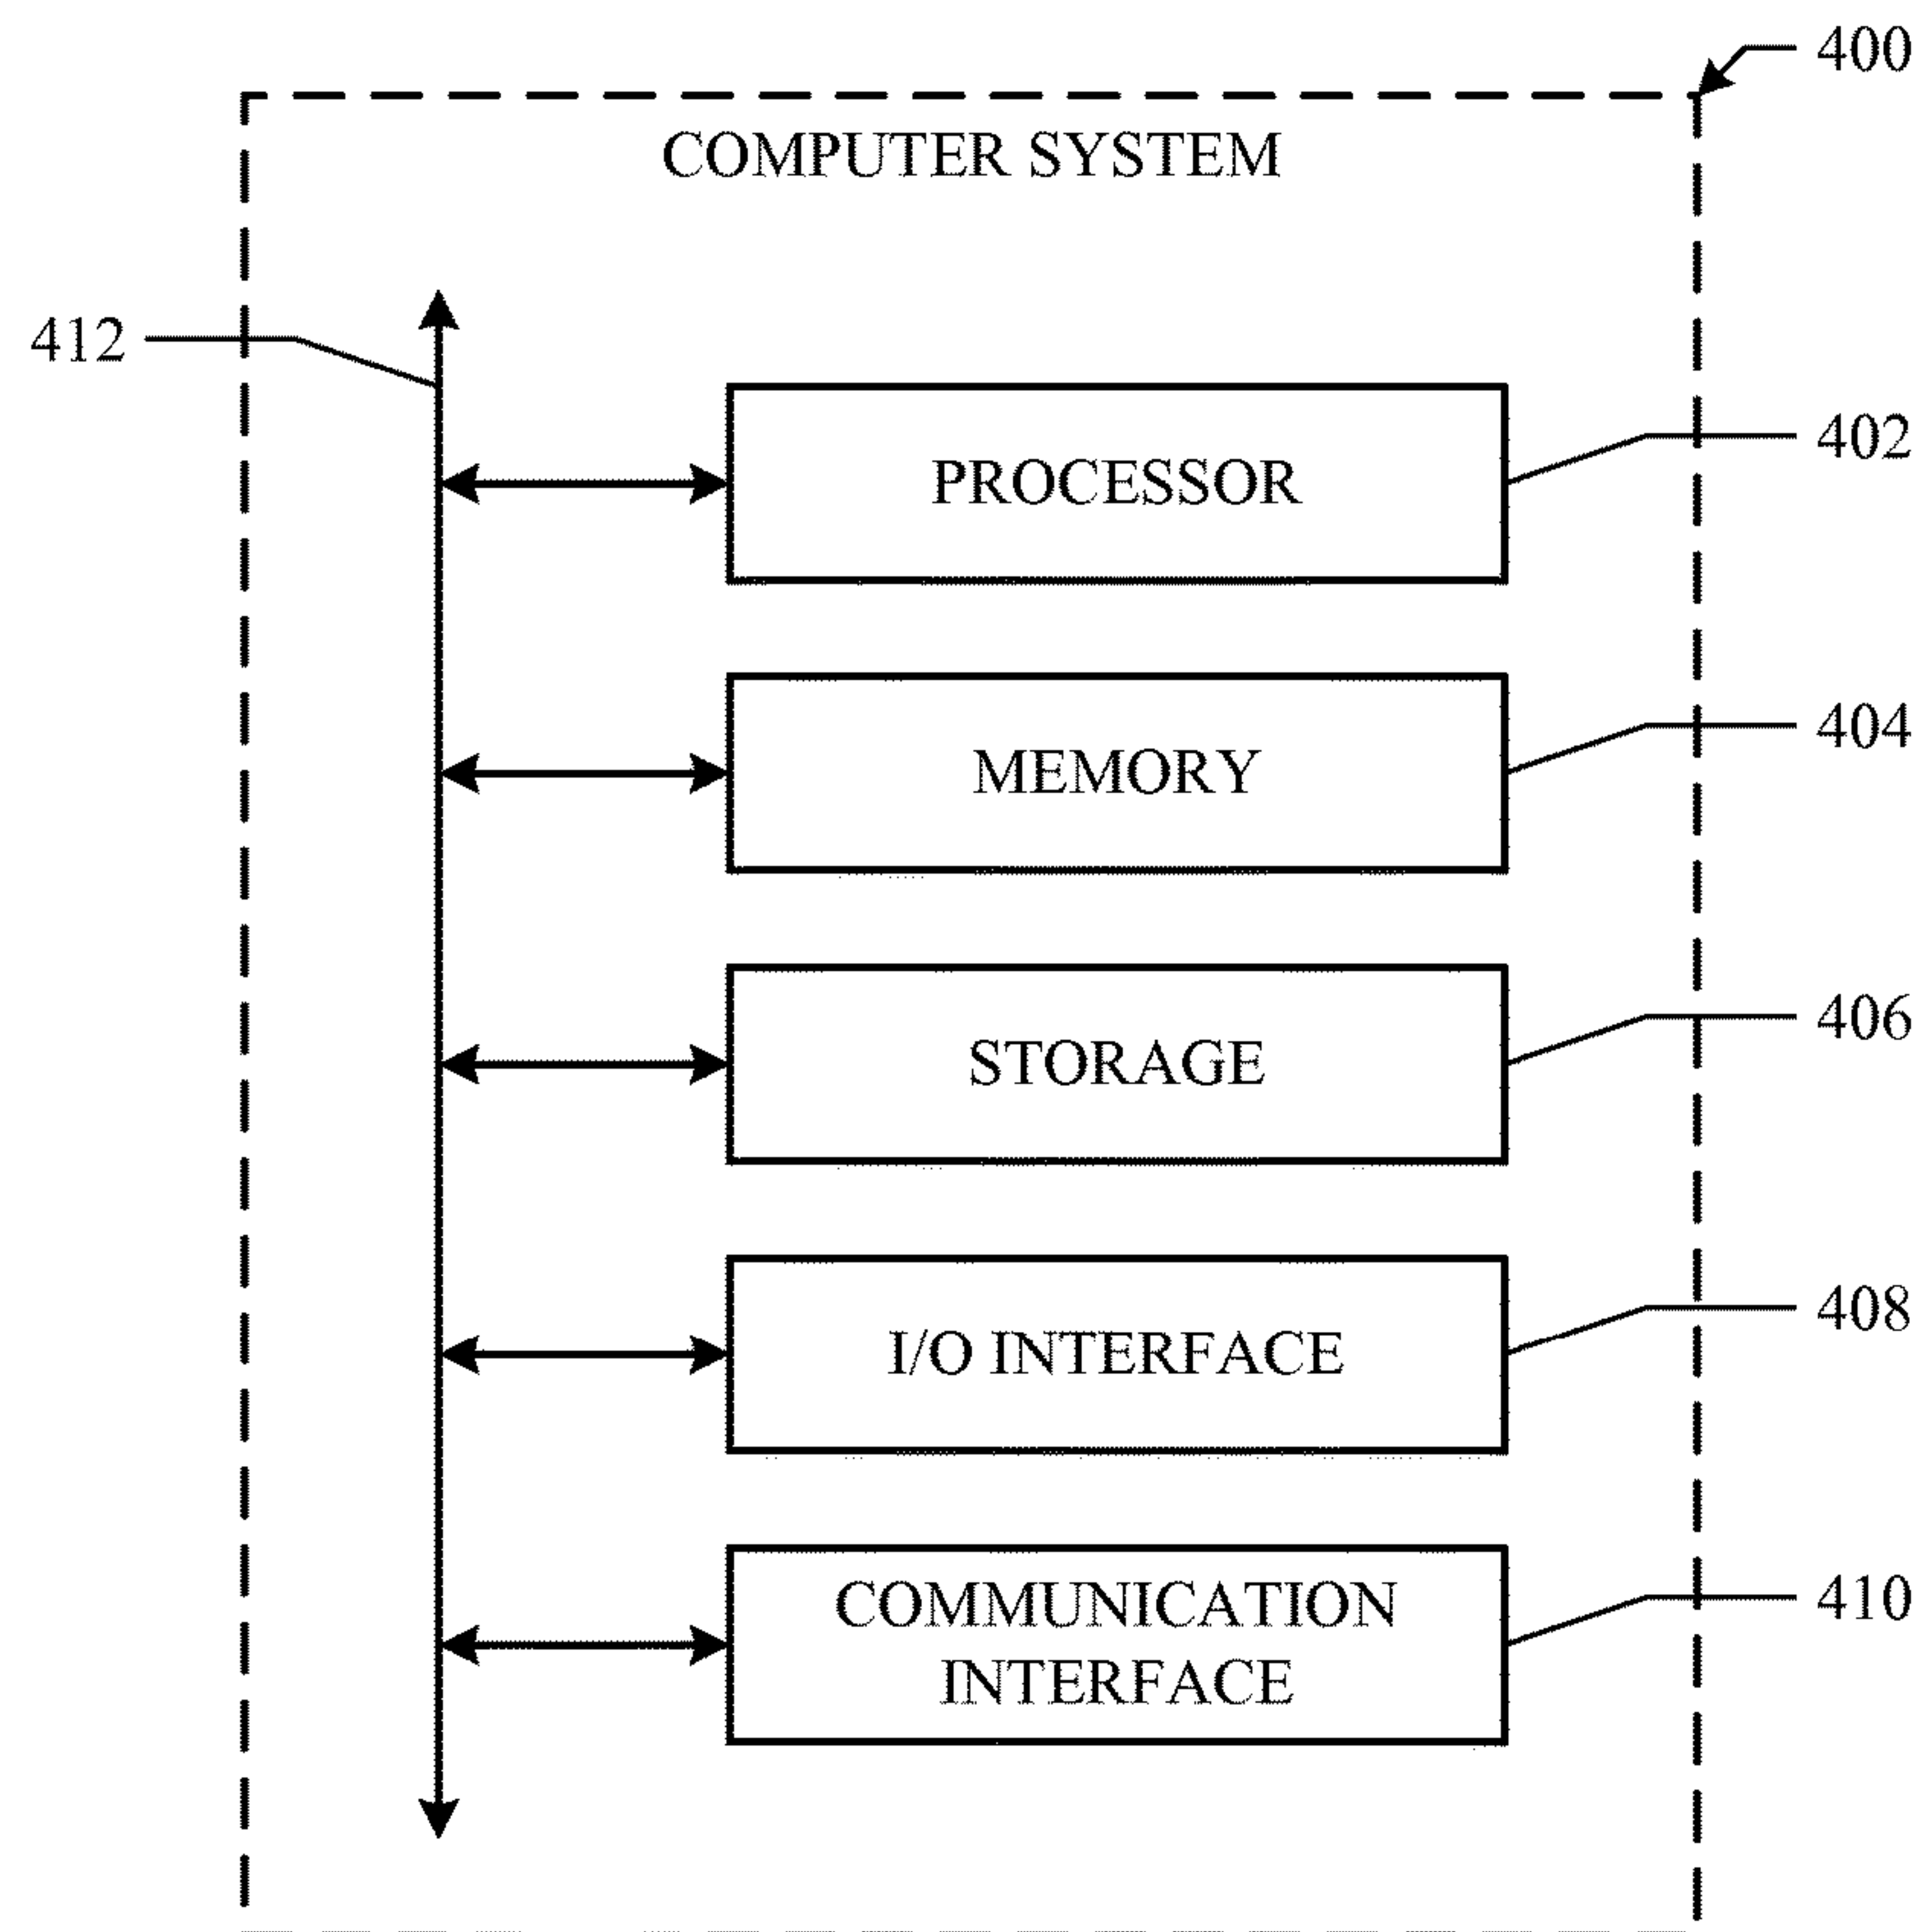 400
COMPUTER SYSTEM
412
PROCESSOR
402
MEMORY
404
STORAGE
406
I/O INTERFACE
408
COMMUNICATION
INTERFACE
410